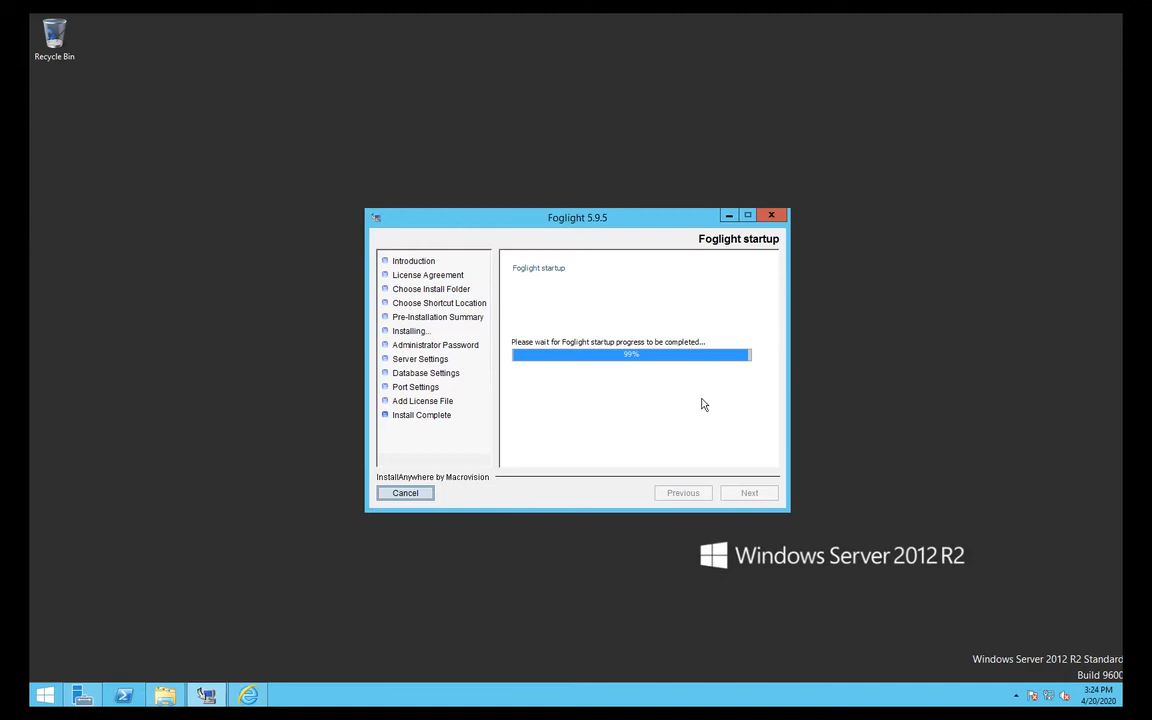 Recycle Bin
Foglight 5.9.5
Foglight startup
Introduction
License Agreement
Choose Install Folder
Choose Shortcut Location
Pre-Installation Summary
Installing...
Administrator Password
Server Settings
Database Settings
Port Settings
Add License File
Install Complete
Foglight startup
Please wait for Foglight startup progress to be completed...
99%
InstallAnywhere by Macrovision
Cancel
Previous
Next
Windows Server 2012 R2
Windows Server 2012 R2 Standard
Build 9600
3:24 PM
4/20/2020